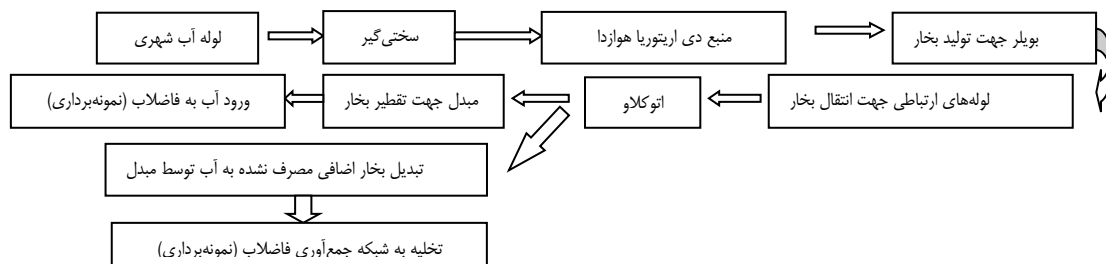 لوله آب شهری
سختی‌گیر
منبع دی اریتوریا هوازدا
بویلر جهت تولید بخار
لوله‌های ارتباطی جهت انتقال بخار
اتوکلاو
مبدل جهت تقطیر بخار
ورود آب به فاضلاب (نمونه‌برداری)
تبدیل بخار اضافی مصرف نشده به آب توسط مبدل
تخلیه به شبکه جمع‌آوری فاضلاب (نمونه‌برداری)